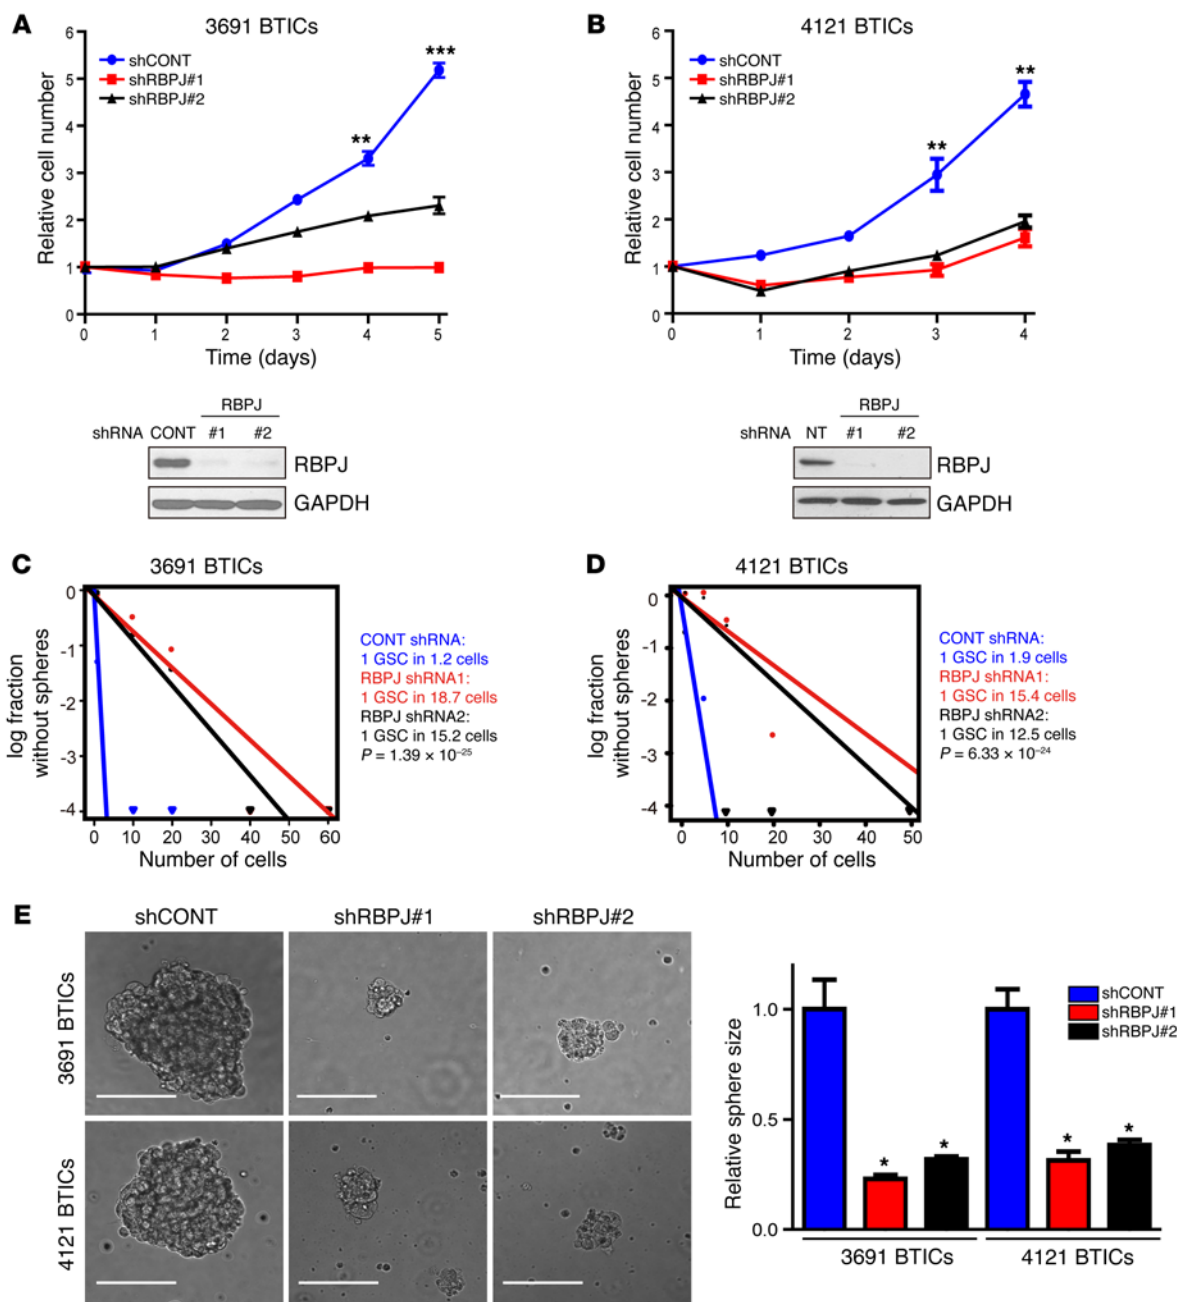 A
3691 BTICs
Relative cell number
6
5
4
3
2
1
0
shCONT
shRBPJ#1
shRBPJ#2
**
***
0 1 2 3 4 5
Time (days)
RBPJ
shRNA CONT #1 #2
RBPJ
GAPDH
B
4121 BTICs
Relative cell number
6
5
4
3
2
1
0
shCONT
shRBPJ#1
shRBPJ#2
**
**
0 1 2 3 4
Time (days)
RBPJ
shRNA NT #1 #2
RBPJ
GAPDH
C
3691 BTICs
log fraction
without spheres
0
-1
-2
-3
-4
0 10 20 30 40 50 60
Number of cells
CONT shRNA:
1 GSC in 1.2 cells
RBPJ shRNA1:
1 GSC in 18.7 cells
RBPJ shRNA2:
1 GSC in 15.2 cells
P = 1.39 × 10⁻²⁵
D
4121 BTICs
log fraction
without spheres
0
-1
-2
-3
-4
0 10 20 30 40 50
Number of cells
CONT shRNA:
1 GSC in 1.9 cells
RBPJ shRNA1:
1 GSC in 15.4 cells
RBPJ shRNA2:
1 GSC in 12.5 cells
P = 6.33 × 10⁻²⁴
E
shCONT shRBPJ#1 shRBPJ#2
3691 BTICs
4121 BTICs
Relative sphere size
1.0
0.5
0.0
shCONT
shRBPJ#1
shRBPJ#2
* * * *
3691 BTICs 4121 BTICs